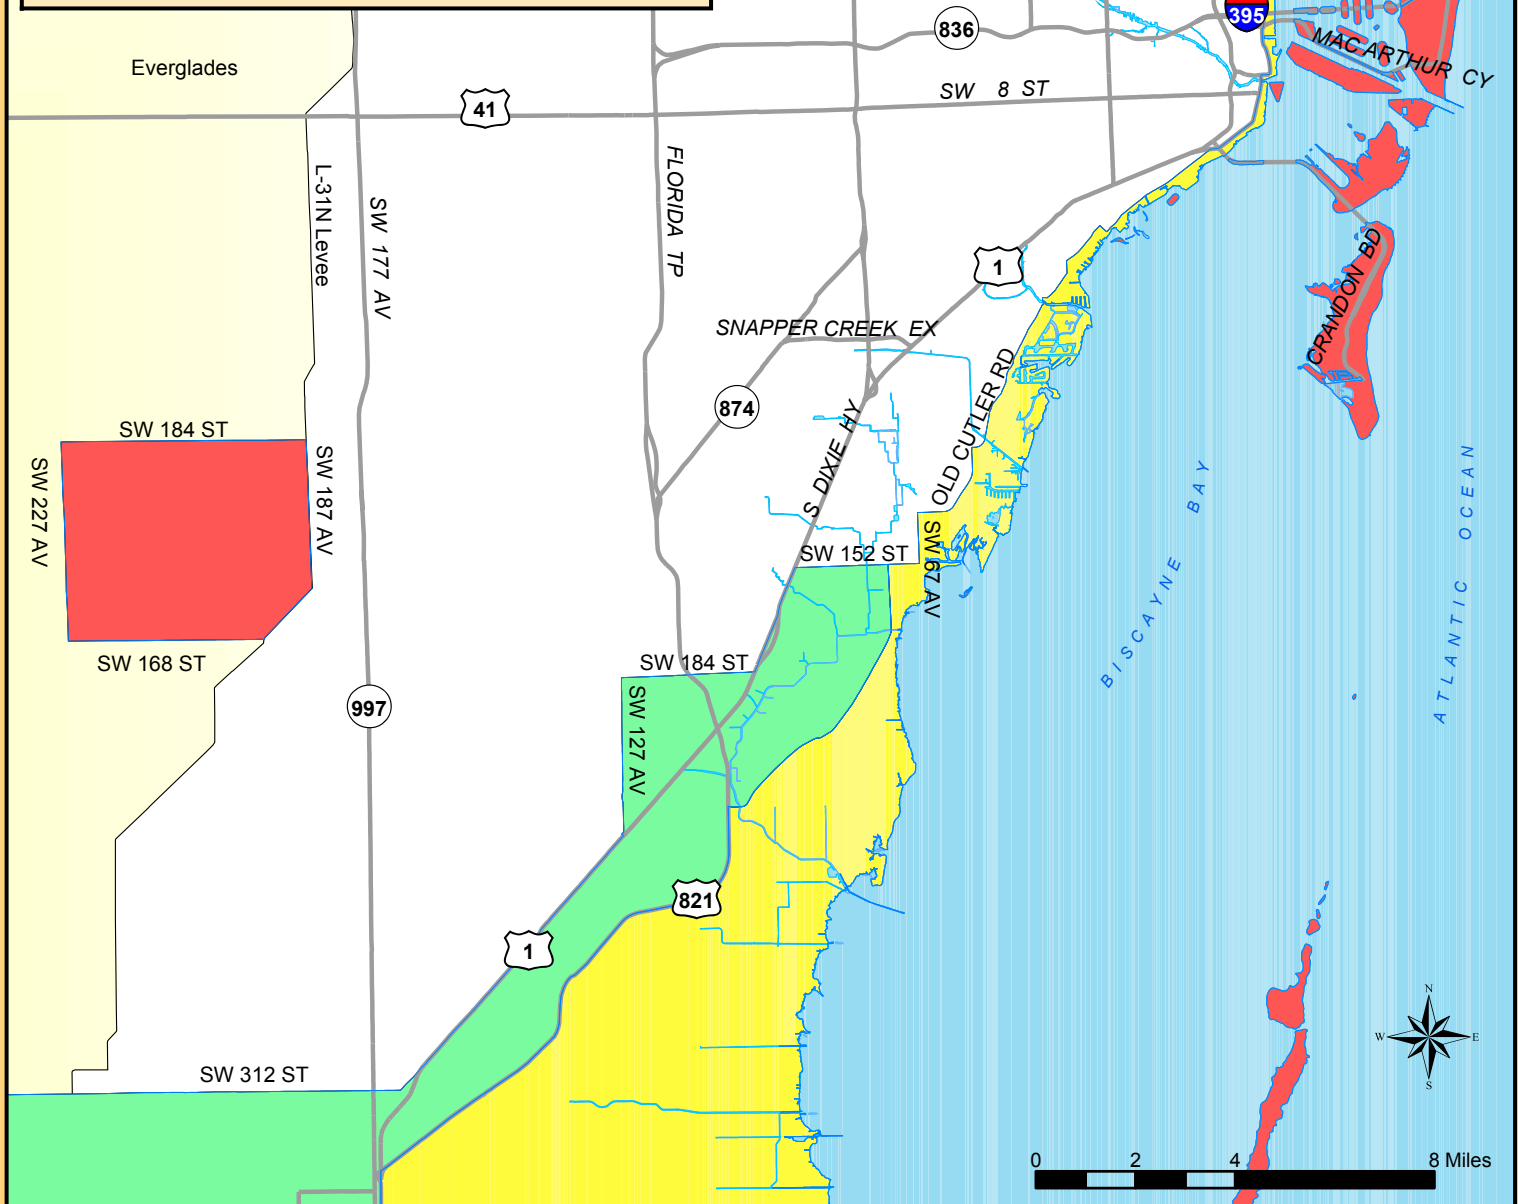 395
836
MAC ARTHUR CY
Everglades
41
SW 8 ST
L-31N Levee
SW 177 AV
FLORIDA TP
1
CRANDON BD
SNAPPER CREEK EX
874
OLD CUTLER RD
S DIXIE HY
SW 184 ST
SW 227 AV
SW 187 AV
BISCAYNE BAY
ATLANTIC OCEAN
SW 152 ST
SW 67 AV
SW 168 ST
SW 184 ST
SW 127 AV
997
821
1
N
W E
S
SW 312 ST
0 2 4 8 Miles